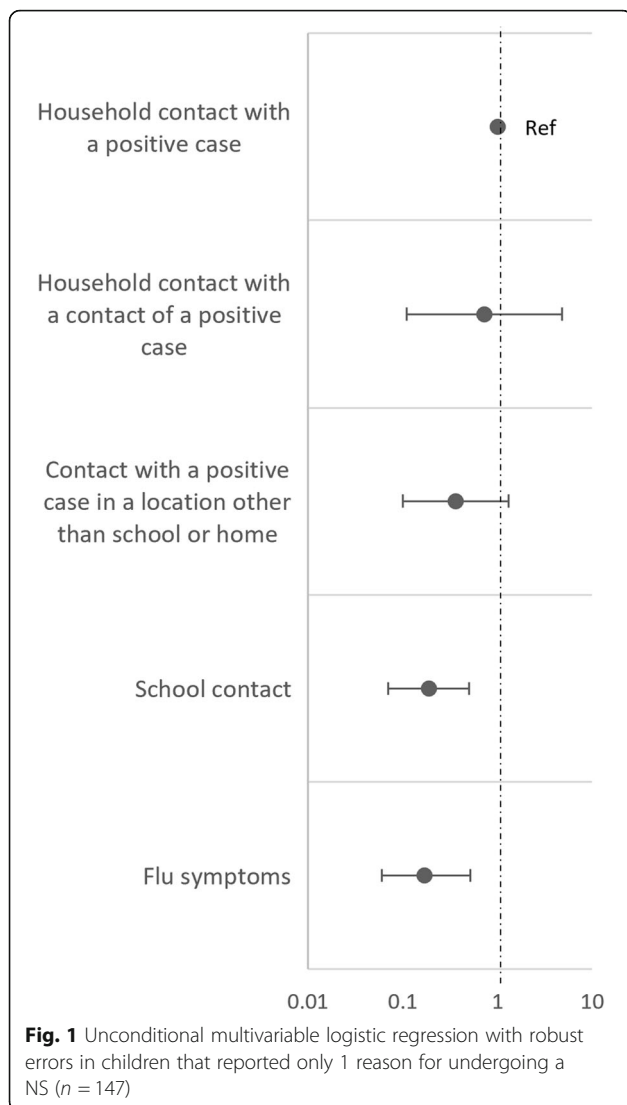 Household contact with
a positive case
Ref
Household contact with
a contact of a positive
case
Contact with a positive
case in a location other
than school or home
School contact
Flu symptoms
0.01 0.1 1 10
Fig. 1 Unconditional multivariable logistic regression with robust
errors in children that reported only 1 reason for undergoing a
NS (n = 147)